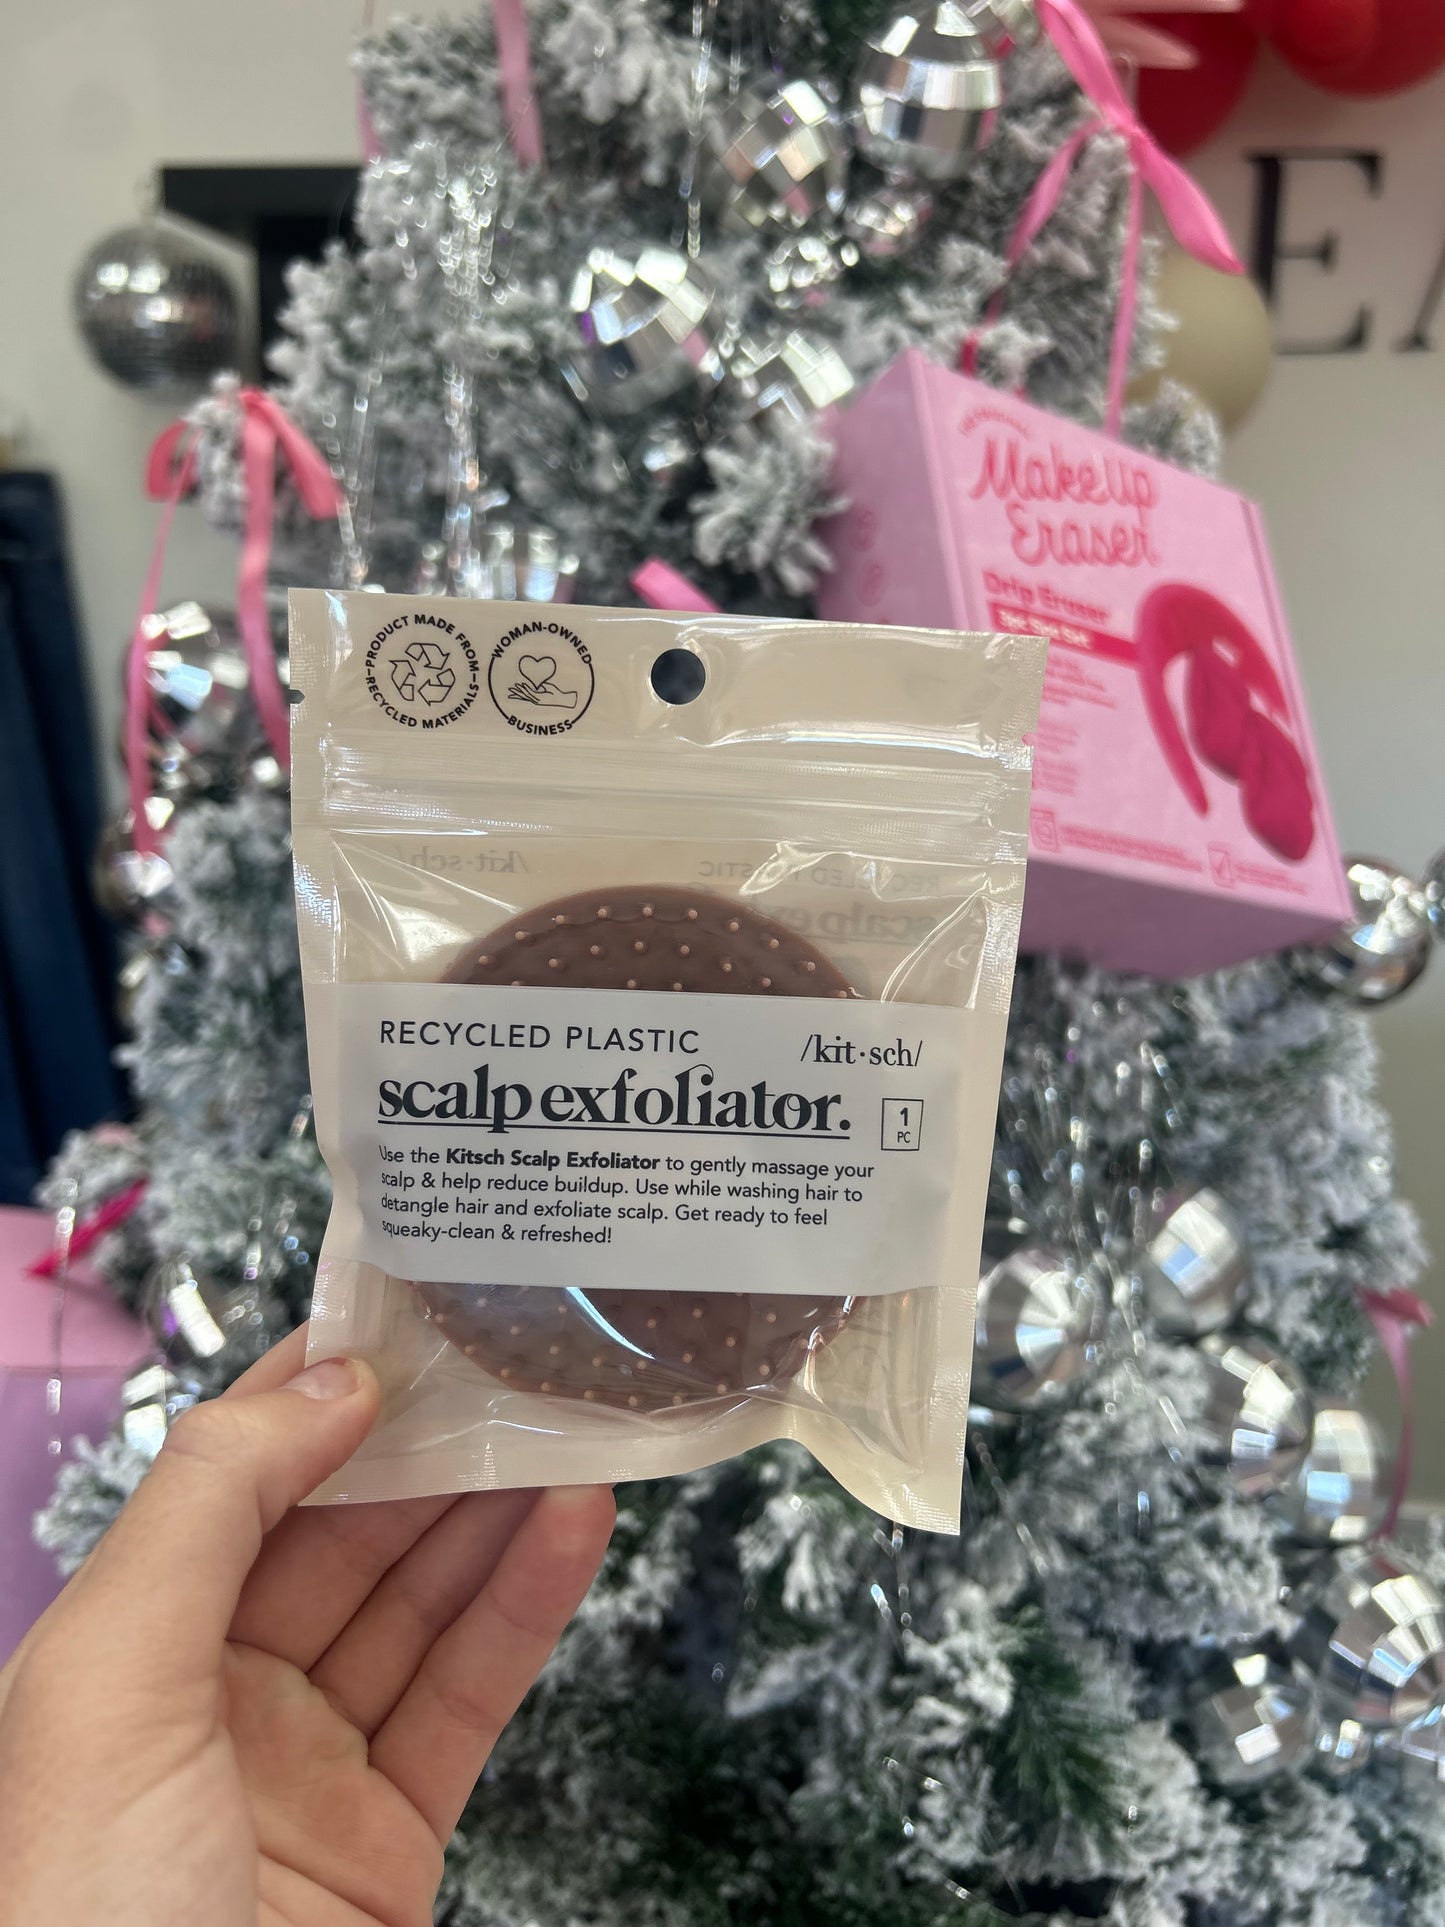 E
MakeUp
Eraser
Drip Eraser
PRODUCT MADE FROM
RECYCLED MATERIALS
WOMAN-OWNED
BUSINESS
/kit·sch/
RECYCLED PLASTIC
/kit·sch/
scalp exfoliator.
1
PC
Use the Kitsch Scalp Exfoliator to gently massage your
scalp & help reduce buildup. Use while washing hair to
detangle hair and exfoliate scalp. Get ready to feel
squeaky-clean & refreshed!